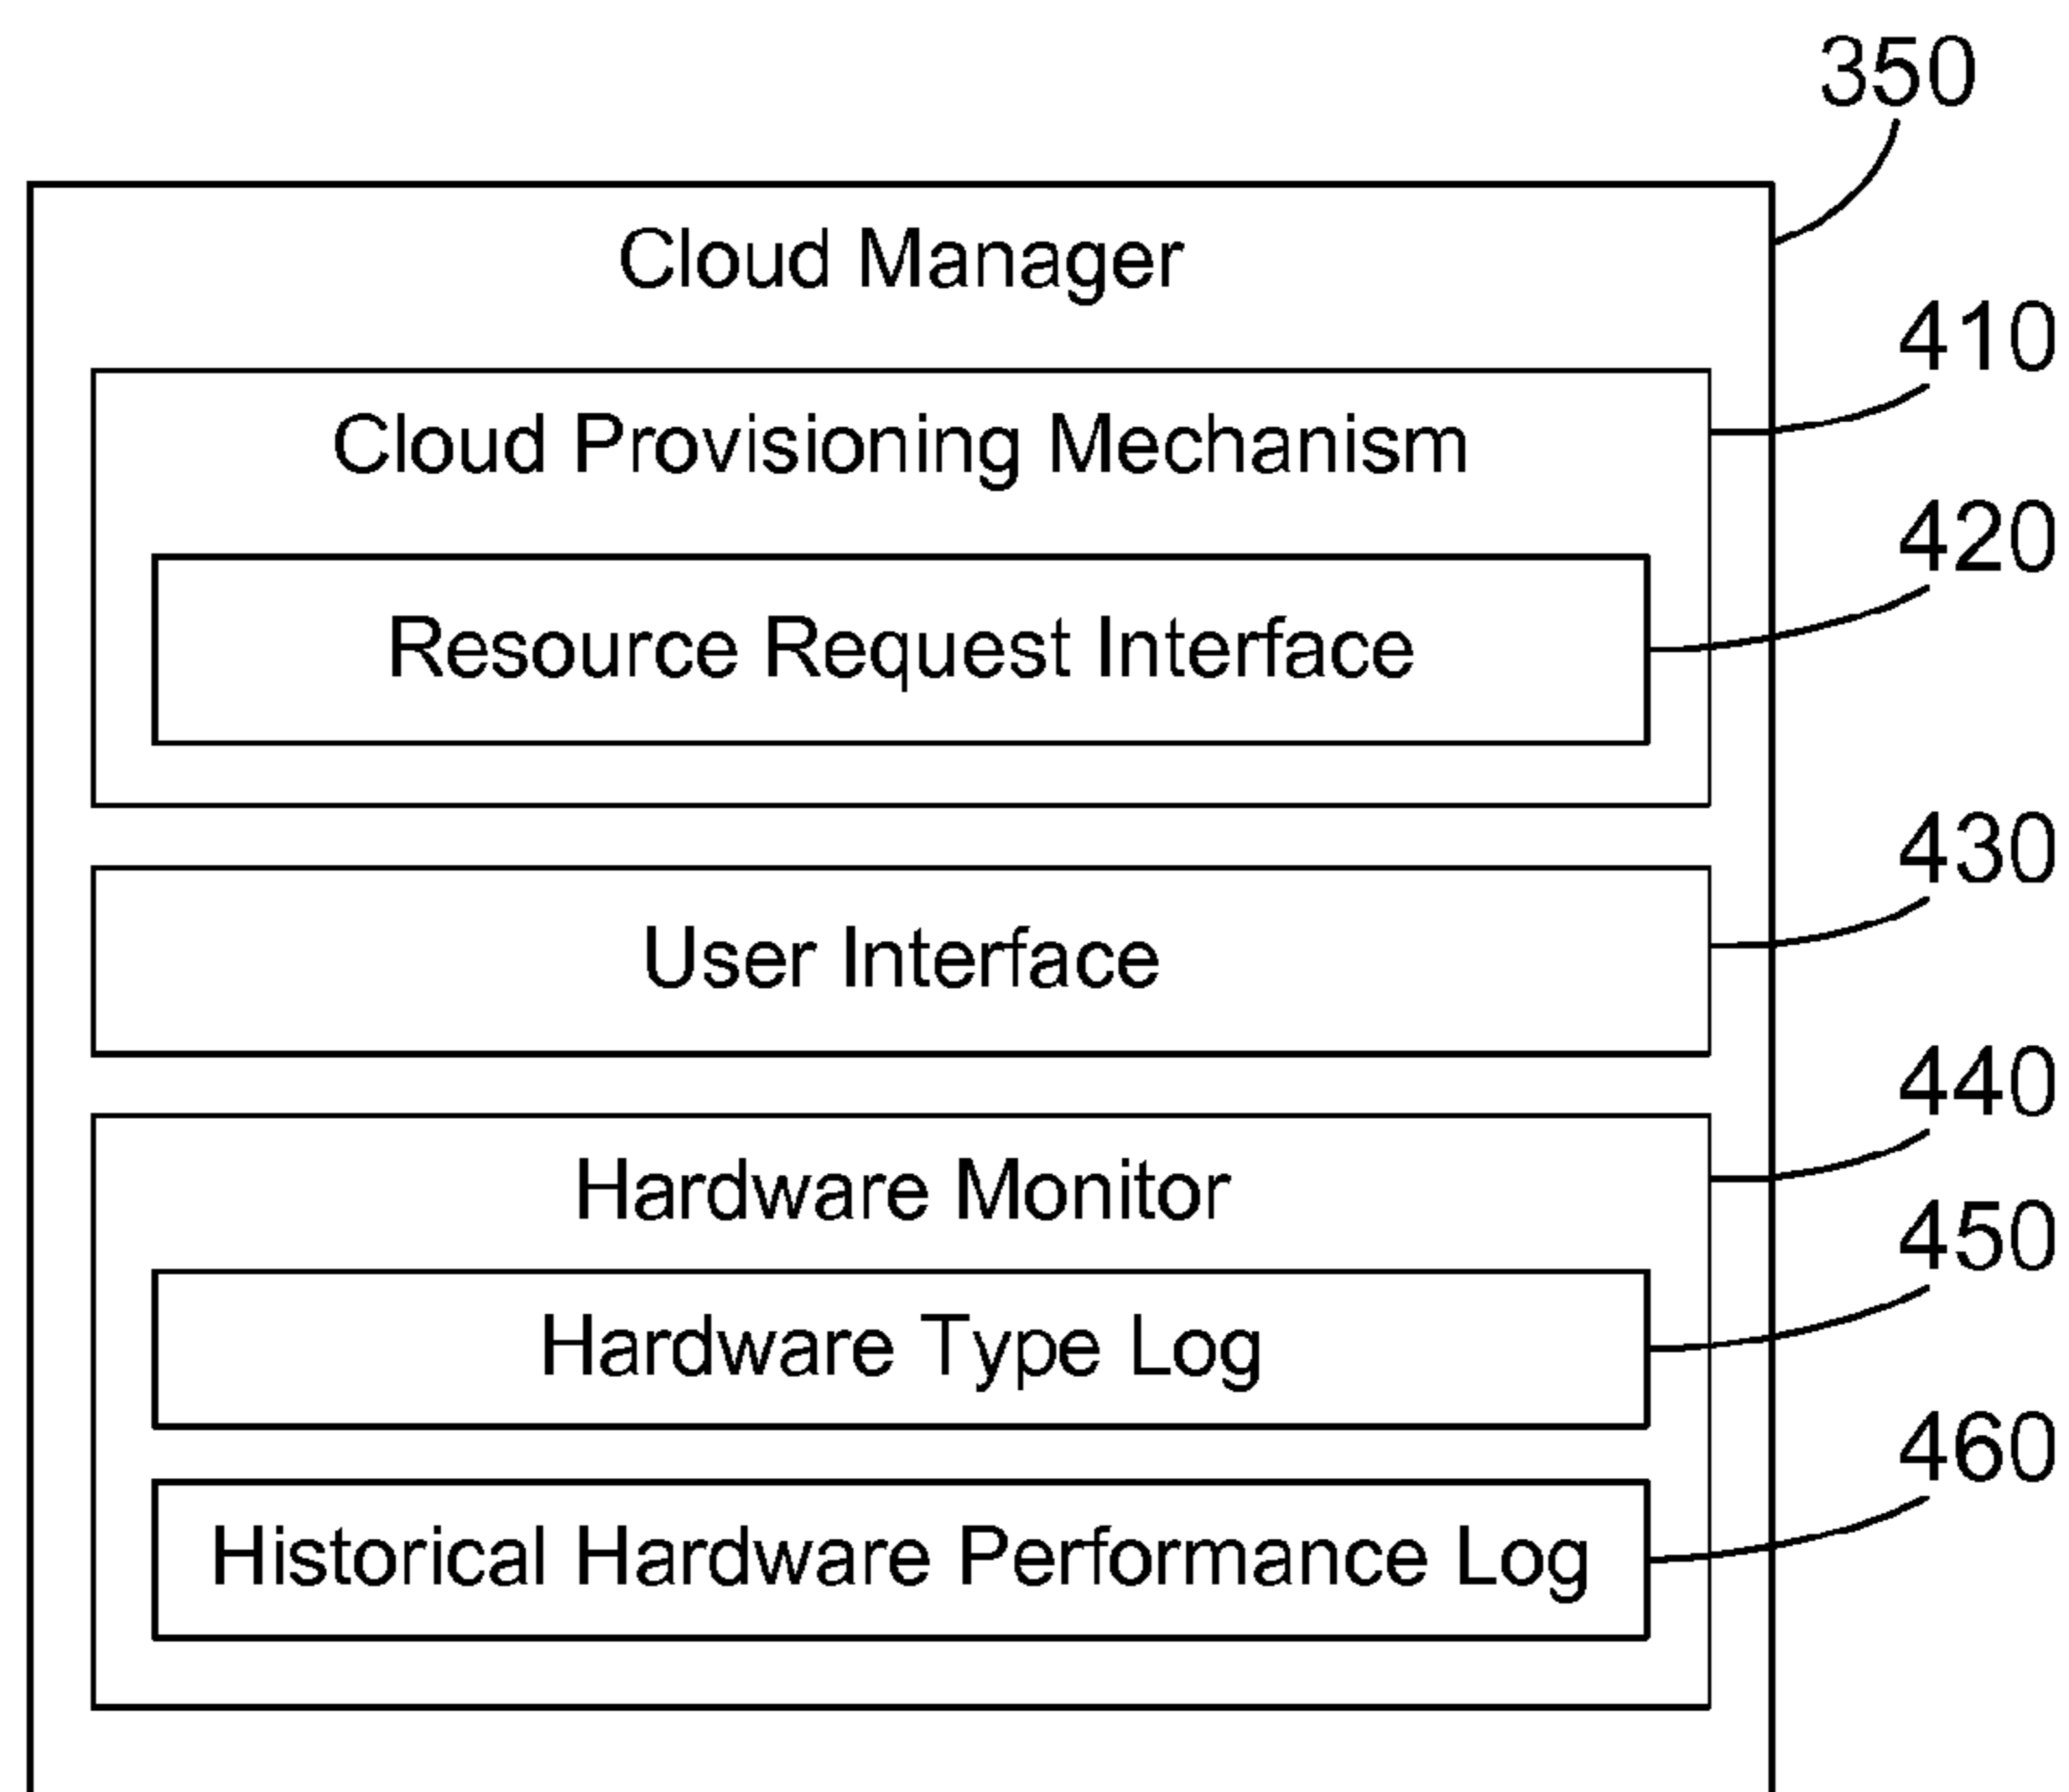 350
Cloud Manager
410
Cloud Provisioning Mechanism
420
Resource Request Interface
430
User Interface
440
Hardware Monitor
450
Hardware Type Log
460
Historical Hardware Performance Log